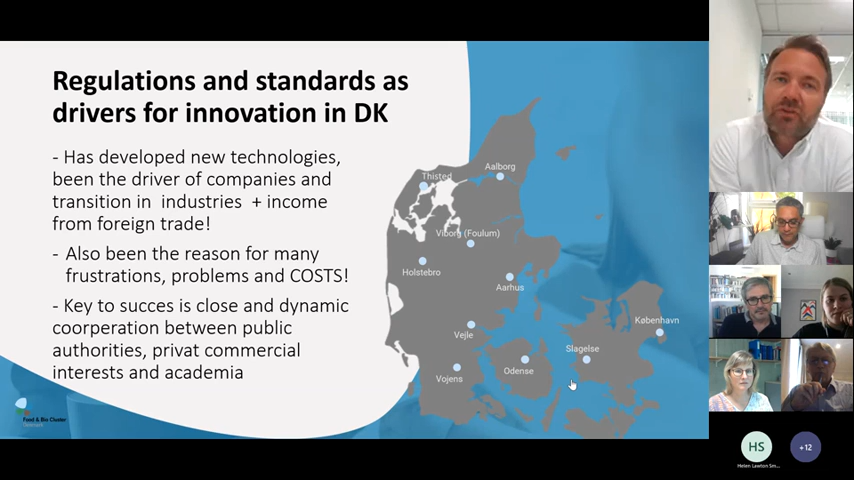 Regulations and standards as
drivers for innovation in DK
- Has developed new technologies,
been the driver of companies and
transition in industries + income
from foreign trade!
- Also been the reason for many
frustrations, problems and COSTS!
- Key to succes is close and dynamic
coorperation between public
authorities, privat commercial
interests and academia
Aalborg
Thisted
Viborg (Foulum)
Holstebro
Aarhus
København
Vejle
Slagelse
Odense
Vojens
Food & Bio Cluster
HS
+12
Helen Lawton Sm...